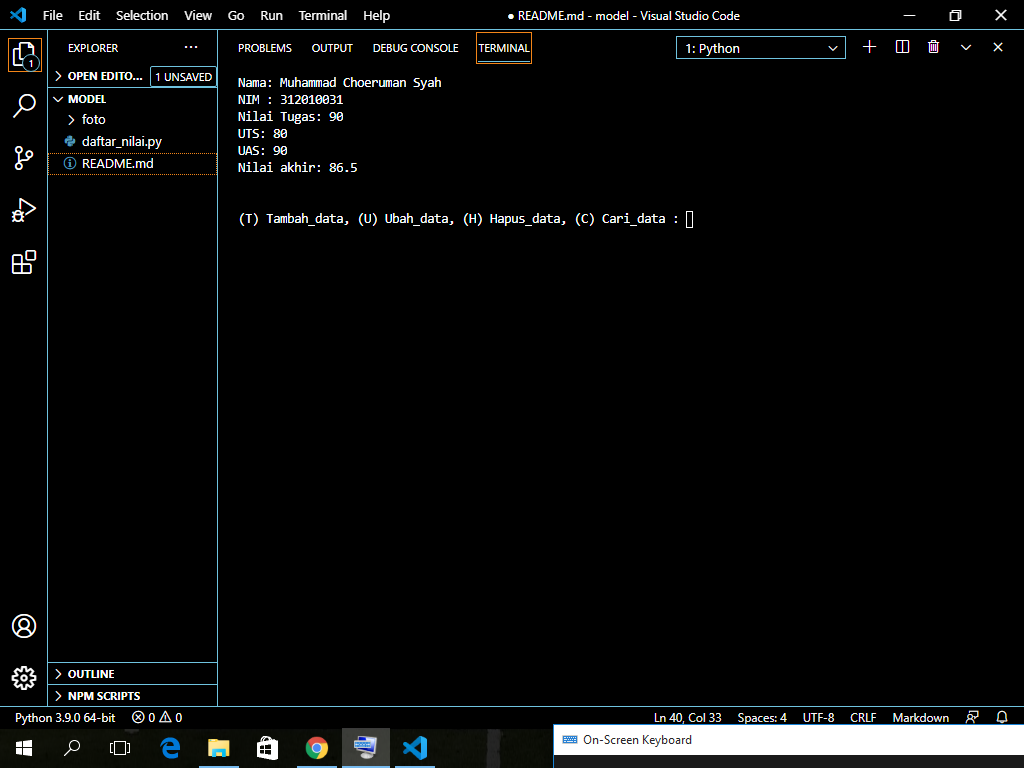 File Edit Selection View Go Run Terminal Help ● README.md - model - Visual Studio Code
EXPLORER ··· PROBLEMS OUTPUT DEBUG CONSOLE TERMINAL 1: Python
1
OPEN EDITO... 1 UNSAVED
MODEL
foto
daftar_nilai.py
README.md
Nama: Muhammad Choeruman Syah
NIM : 312010031
Nilai Tugas: 90
UTS: 80
UAS: 90
Nilai akhir: 86.5
(T) Tambah_data, (U) Ubah_data, (H) Hapus_data, (C) Cari_data :
OUTLINE
NPM SCRIPTS
Python 3.9.0 64-bit 0 0 Ln 40, Col 33 Spaces: 4 UTF-8 CRLF Markdown
On-Screen Keyboard